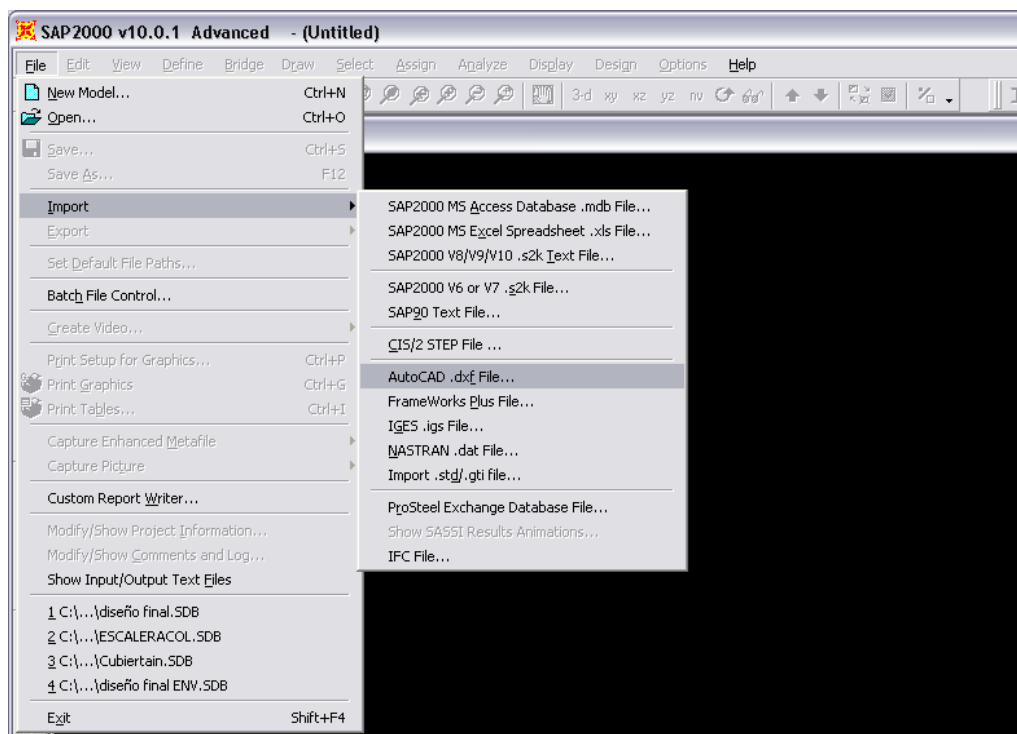 SAP2000 v10.0.1 Advanced - (Untitled)
File Edit View Define Bridge Draw Select Assign Analyze Display Design Options Help
3-d xy xz yz nv
New Model... Ctrl+N
Open... Ctrl+O
Save... Ctrl+S
Save As... F12
Import
Export
Set Default File Paths...
Batch File Control...
Create Video...
Print Setup for Graphics... Ctrl+P
Print Graphics Ctrl+G
Print Tables... Ctrl+I
Capture Enhanced Metafile
Capture Picture
Custom Report Writer...
Modify/Show Project Information...
Modify/Show Comments and Log...
Show Input/Output Text Files
1 C:\...\diseño final.SDB
2 C:\...\ESCALERACOL.SDB
3 C:\...\Cubiertain.SDB
4 C:\...\diseño final ENV.SDB
Exit Shift+F4
SAP2000 MS Access Database .mdb File...
SAP2000 MS Excel Spreadsheet .xls File...
SAP2000 V8/V9/V10 .s2k Text File...
SAP2000 V6 or V7 .s2k File...
SAP90 Text File...
CIS/2 STEP File ...
AutoCAD .dxf File...
FrameWorks Plus File...
IGES .igs File...
NASTRAN .dat File...
Import .std/.gti file...
ProSteel Exchange Database File...
Show SASSI Results Animations...
IFC File...